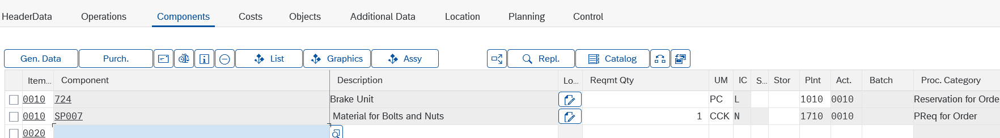 HeaderData Operations Components Costs Objects Additional Data Location Planning Control
Gen. Data Purch. List Graphics Assy Repl. Catalog
Item... Component Description Lo... Reqmt Qty UM IC S... Stor Plnt Act. Batch Proc. Category
0010 724 Brake Unit PC L 1010 0010 Reservation for Orde
0010 SP007 Material for Bolts and Nuts 1 CCK N 1710 0010 PReq for Order
0020